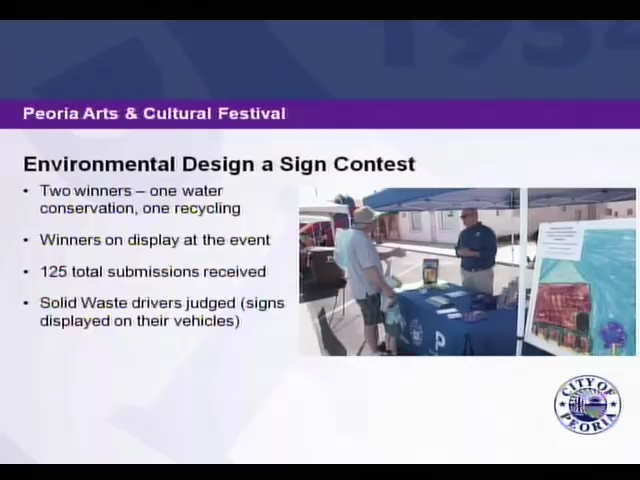 1954
Peoria Arts & Cultural Festival
Environmental Design a Sign Contest
• Two winners – one water
conservation, one recycling
• Winners on display at the event
• 125 total submissions received
• Solid Waste drivers judged (signs
displayed on their vehicles)
P
CITY OF
PEORIA